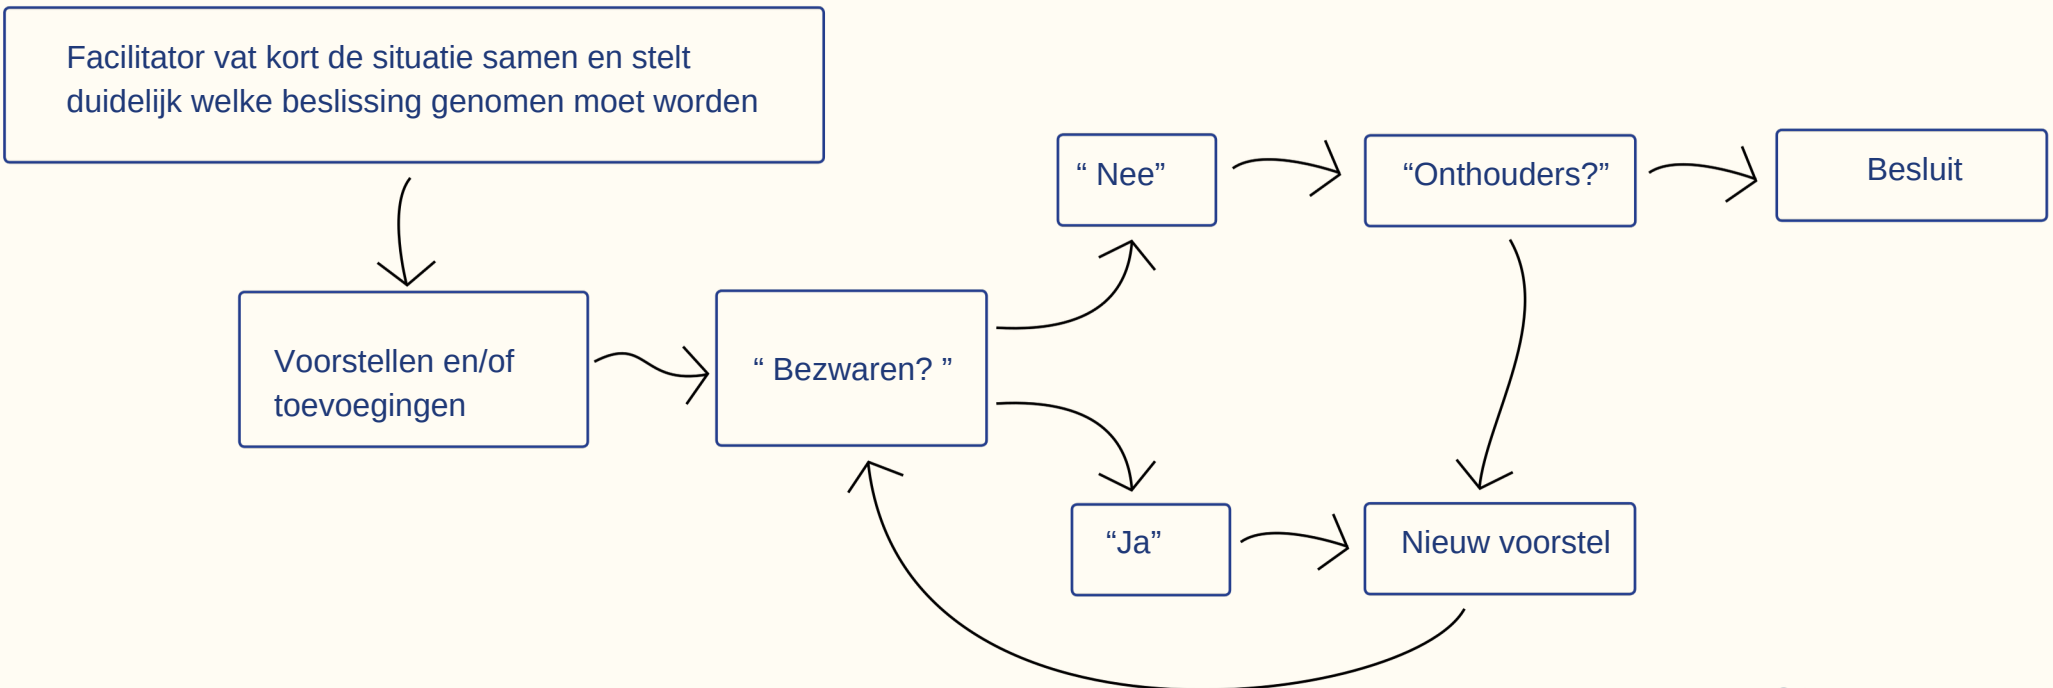 Facilitator vat kort de situatie samen en stelt
duidelijk welke beslissing genomen moet worden
“ Nee”
“Onthouders?”
Besluit
Voorstellen en/of
toevoegingen
“ Bezwaren? ”
“Ja”
Nieuw voorstel